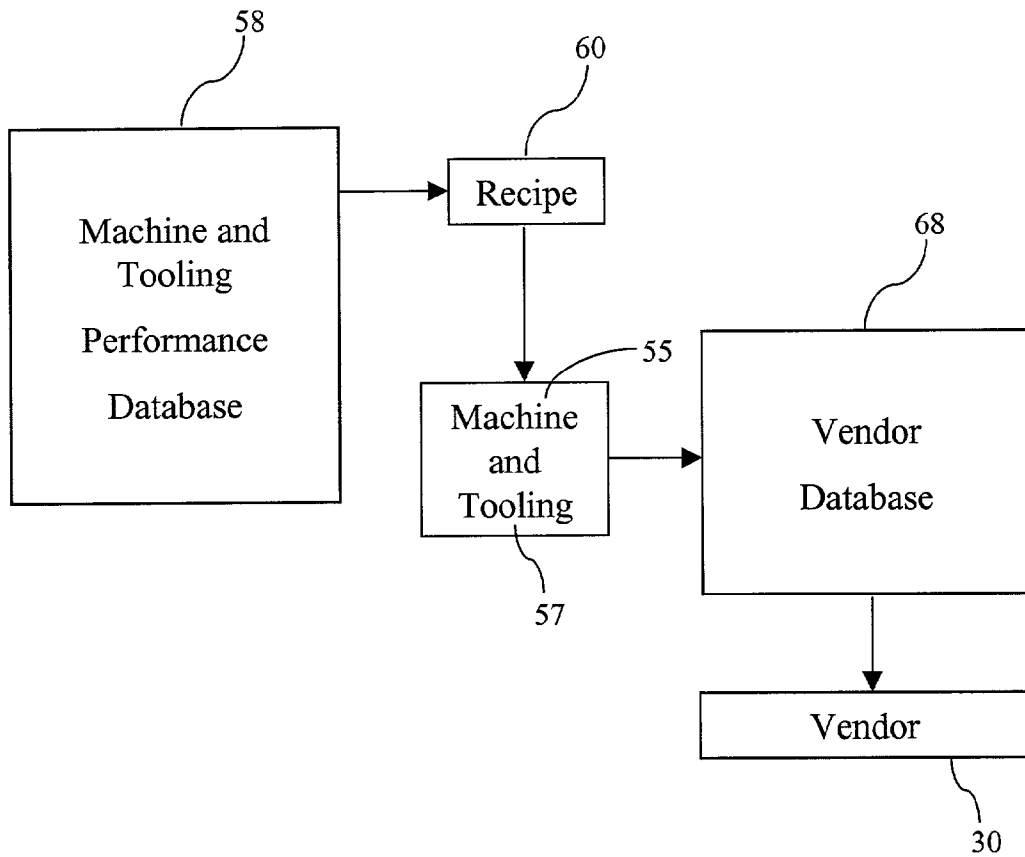 58
60
Machine and
Tooling
Performance
Database
Recipe
68
55
Machine
and
Tooling
57
Vendor
Database
Vendor
30